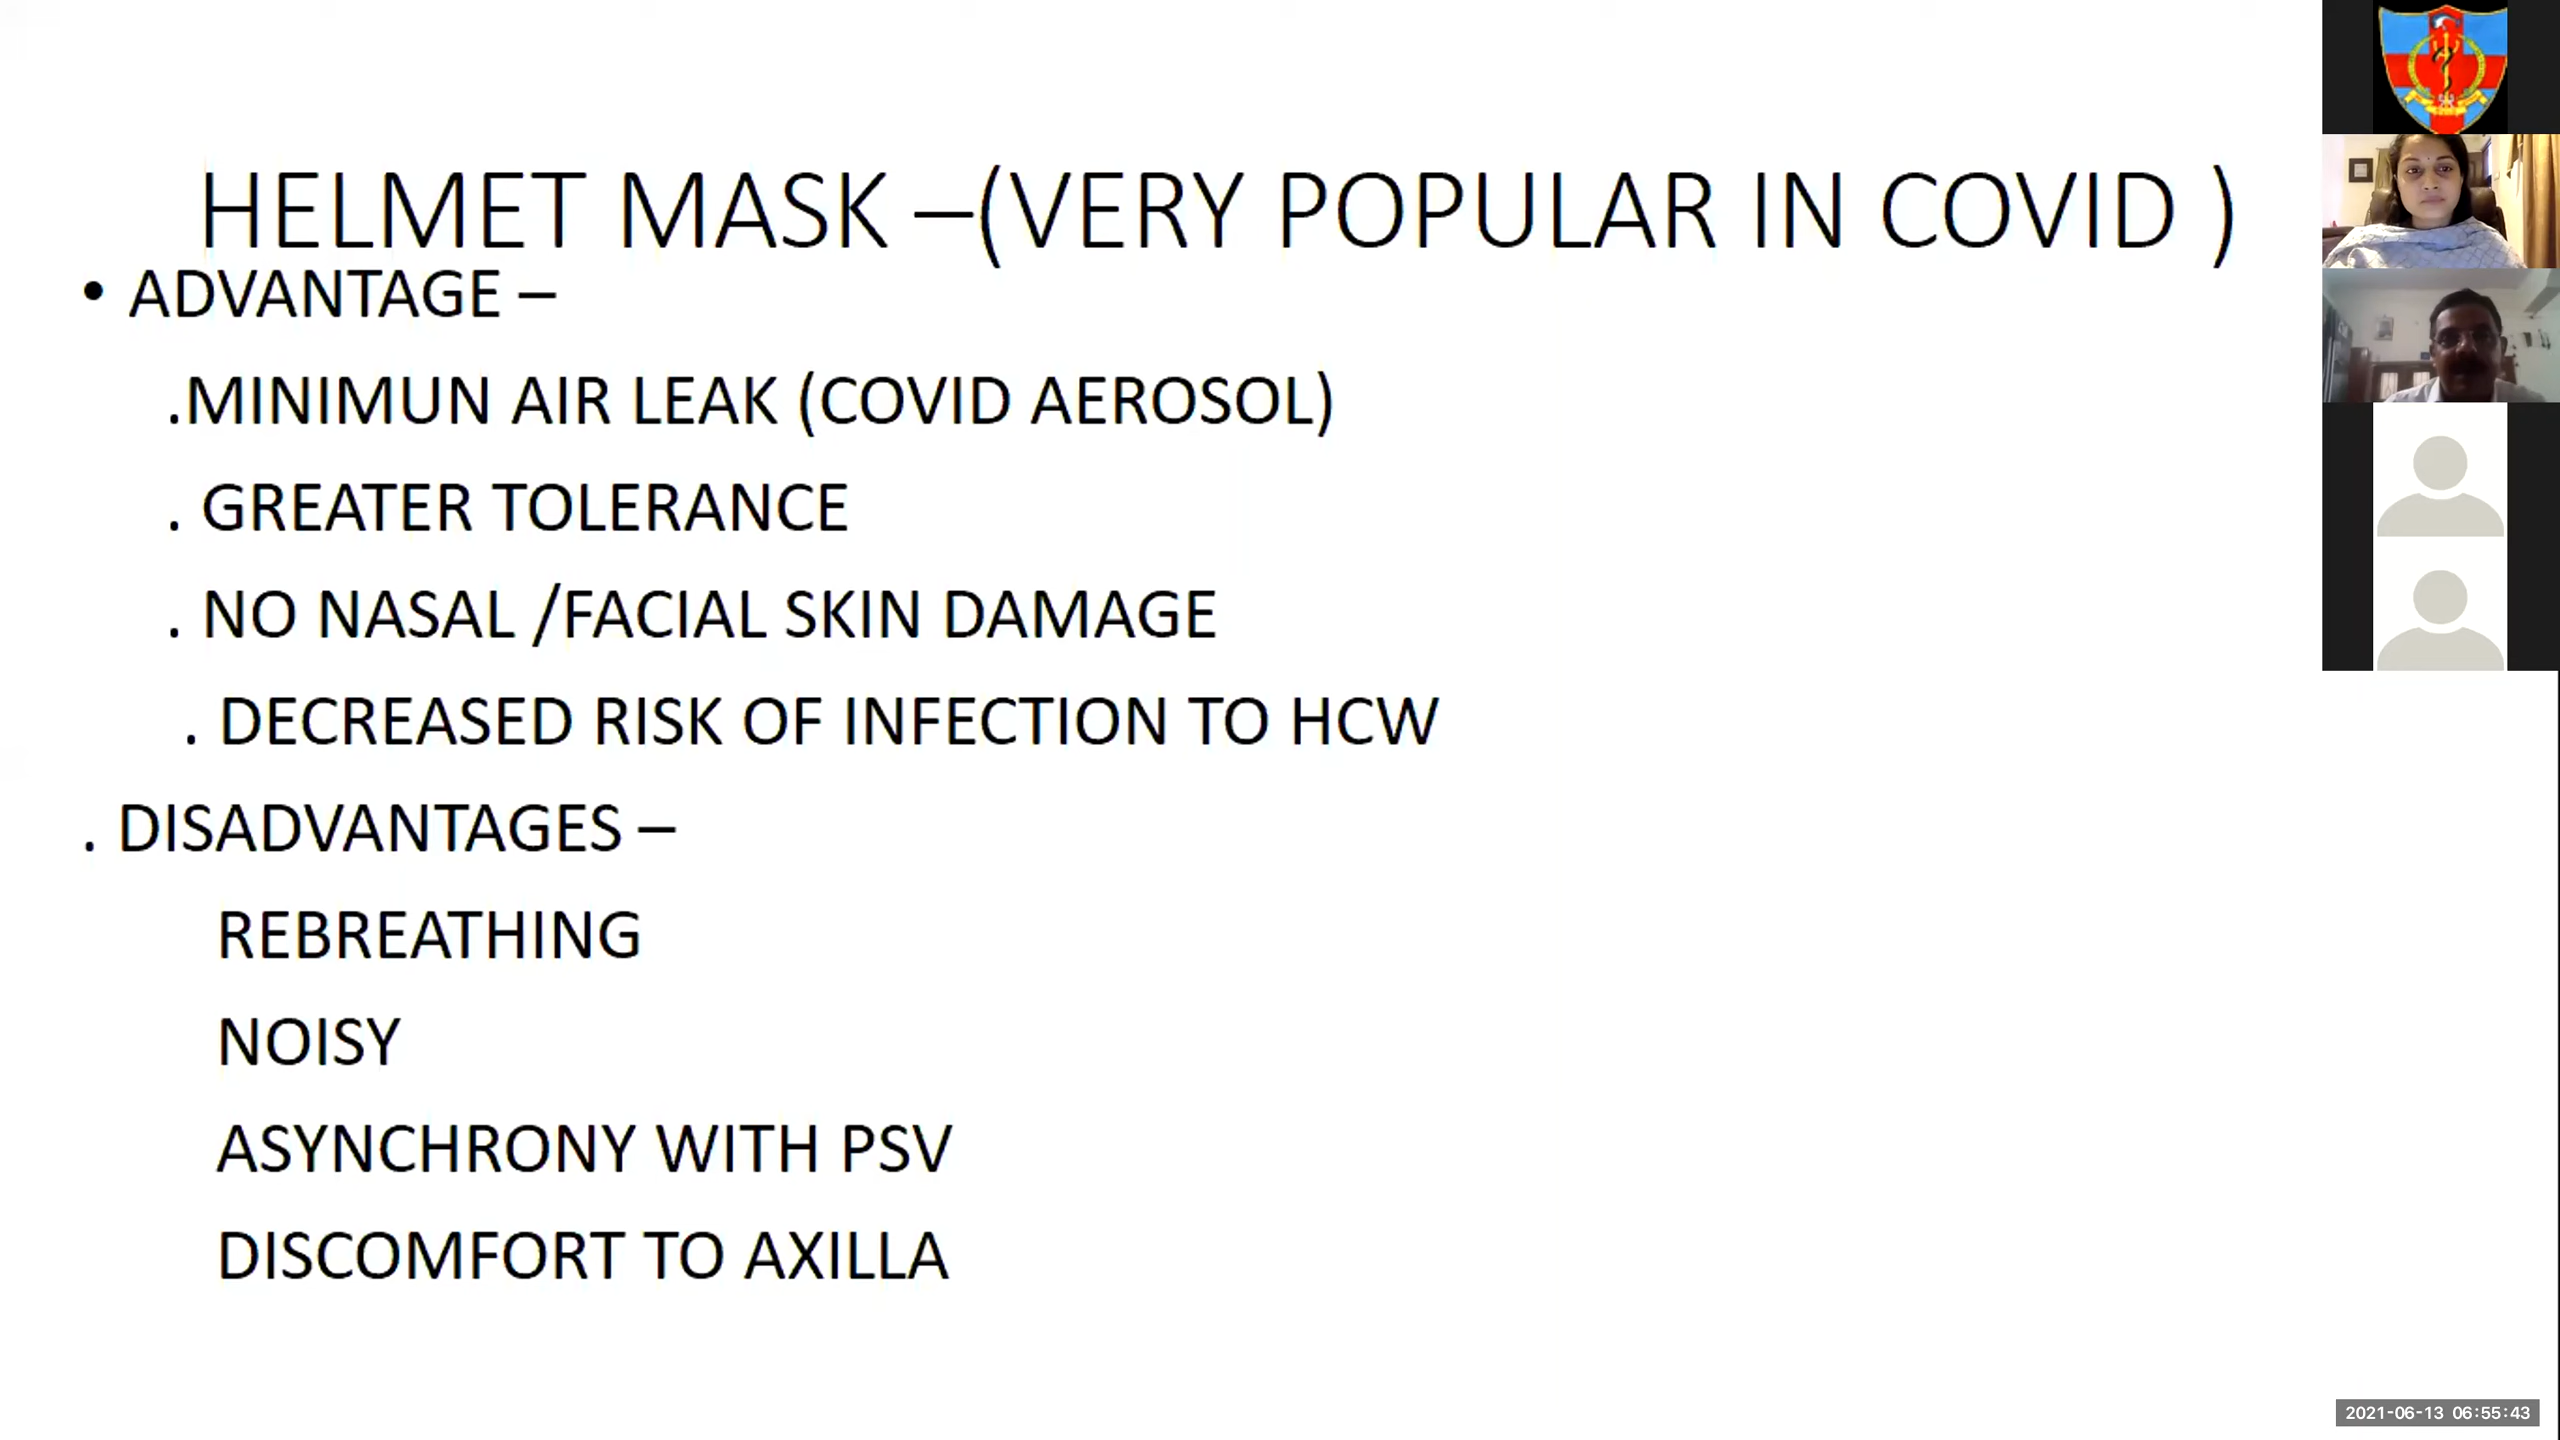 HELMET MASK –(VERY POPULAR IN COVID )
• ADVANTAGE –
.MINIMUN AIR LEAK (COVID AEROSOL)
. GREATER TOLERANCE
. NO NASAL /FACIAL SKIN DAMAGE
. DECREASED RISK OF INFECTION TO HCW
. DISADVANTAGES –
REBREATHING
NOISY
ASYNCHRONY WITH PSV
DISCOMFORT TO AXILLA
2021-06-13 06:55:43